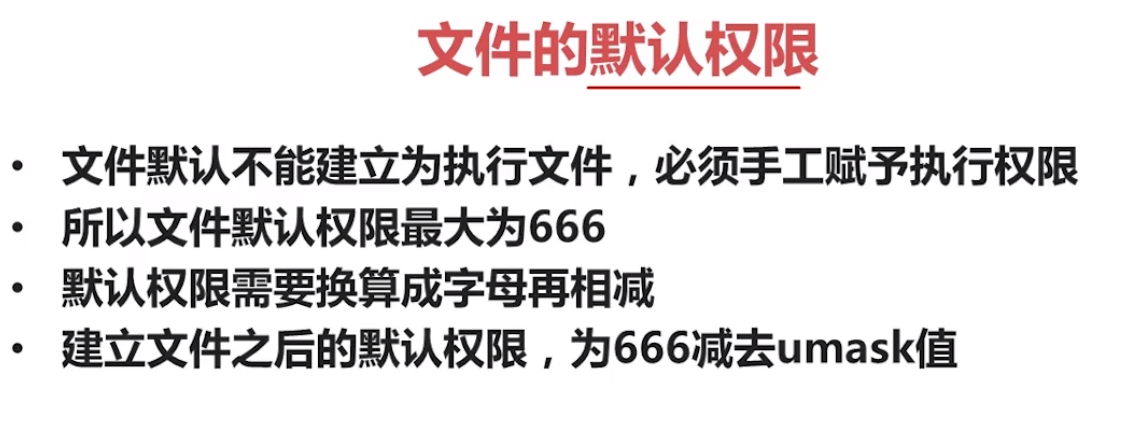 文件的默认权限
• 文件默认不能建立为执行文件，必须手工赋予执行权限
• 所以文件默认权限最大为666
• 默认权限需要换算成字母再相减
• 建立文件之后的默认权限，为666减去umask值